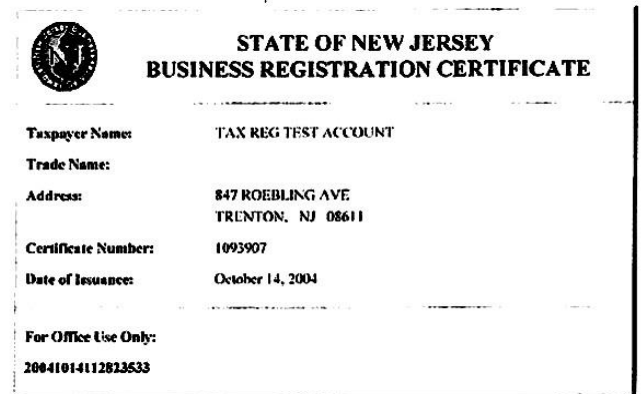 STATE OF NEW JERSEY
BUSINESS REGISTRATION CERTIFICATE
Taxpayer Name: TAX REG TEST ACCOUNT
Trade Name:
Address: 847 ROEBLING AVE
TRENTON, NJ 08611
Certificate Number: 1093907
Date of Issuance: October 14, 2004
For Office Use Only:
20041014112823533